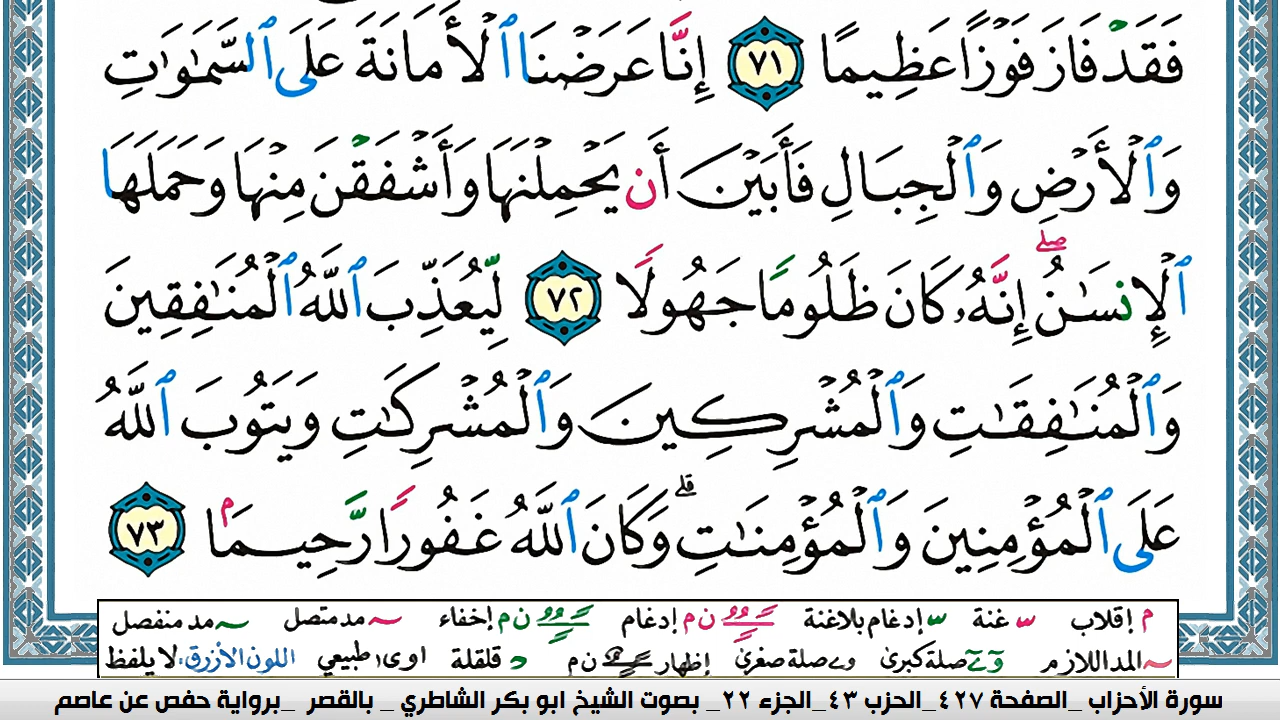 فَقَدْ فَازَ فَوْزًا عَظِيمًا ٧١ إِنَّا عَرَضْنَا ٱلْأَمَانَةَ عَلَى ٱلسَّمَٰوَٰتِ
وَٱلْأَرْضِ وَٱلْجِبَالِ فَأَبَيْنَ أَن يَحْمِلْنَهَا وَأَشْفَقْنَ مِنْهَا وَحَمَلَهَا
ٱلْإِنسَٰنُۖ إِنَّهُۥ كَانَ ظَلُومًا جَهُولًا ٧٢ لِّيُعَذِّبَ ٱللَّهُ ٱلْمُنَٰفِقِينَ
وَٱلْمُنَٰفِقَٰتِ وَٱلْمُشْرِكِينَ وَٱلْمُشْرِكَٰتِ وَيَتُوبَ ٱللَّهُ
عَلَى ٱلْمُؤْمِنِينَ وَٱلْمُؤْمِنَٰتِۗ وَكَانَ ٱللَّهُ غَفُورًا رَّحِيمًۢا ٧٣
م إقلاب غنة إدغام بلا غنة ن م إدغام ن م إخفاء مد متصل مد منفصل
المد اللازم صلة كبرى و ے صلة صغرى إظهار ن م قلقلة اوى طبيعي اللون الأزرق: لا يلفظ
سورة الأحزاب _الصفحة ٤٢٧_الحزب ٤٣_الجزء ٢٢_ بصوت الشيخ ابو بكر الشاطري _ بالقصر _برواية حفص عن عاصم